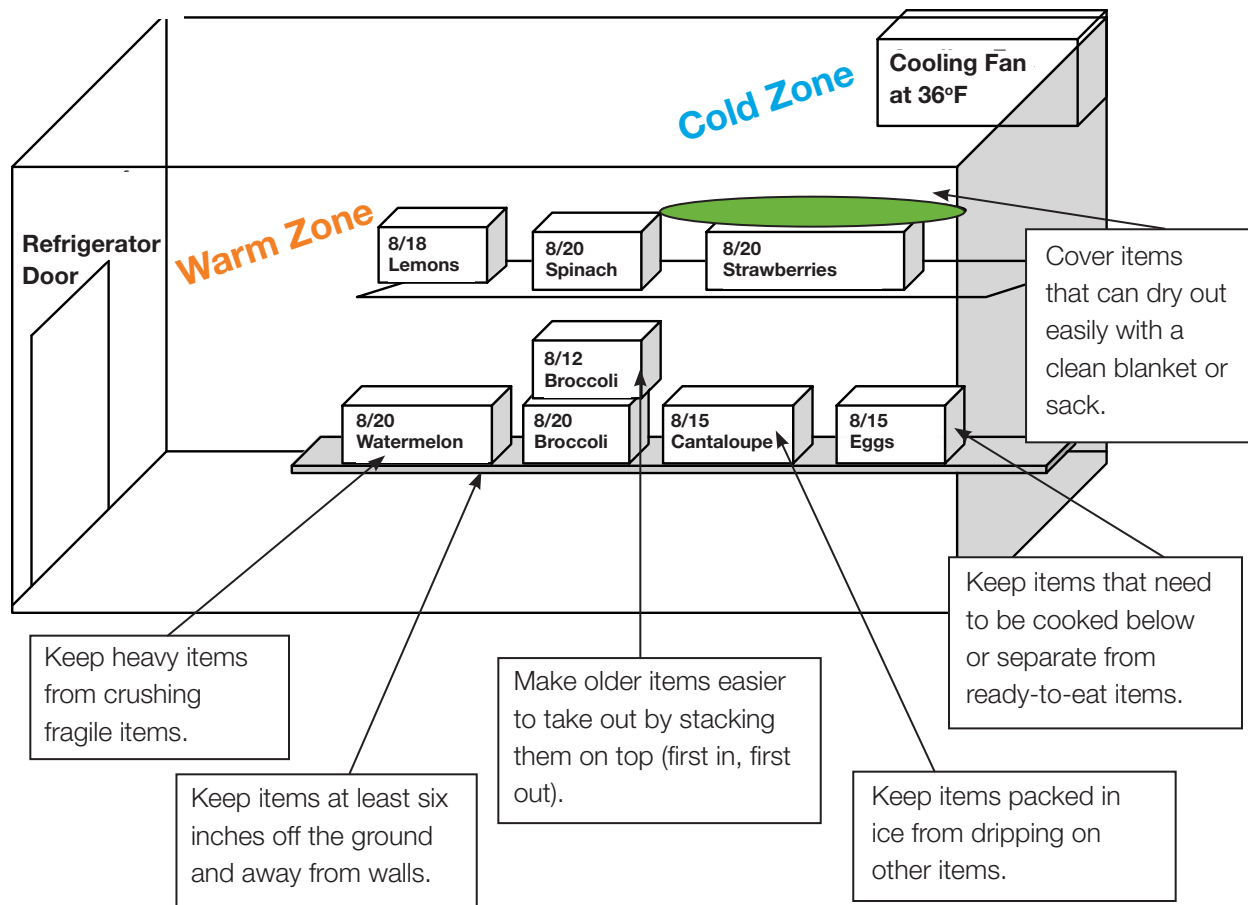 Cooling Fan
at 36°F
Cold Zone
Warm Zone
Refrigerator
Door
8/18
Lemons
8/20
Spinach
8/20
Strawberries
Cover items
that can dry out
easily with a
clean blanket or
sack.
8/12
Broccoli
8/20
Watermelon
8/20
Broccoli
8/15
Cantaloupe
8/15
Eggs
Keep items that need
to be cooked below
or separate from
ready-to-eat items.
Keep heavy items
from crushing
fragile items.
Make older items easier
to take out by stacking
them on top (first in, first
out).
Keep items at least six
inches off the ground
and away from walls.
Keep items packed in
ice from dripping on
other items.